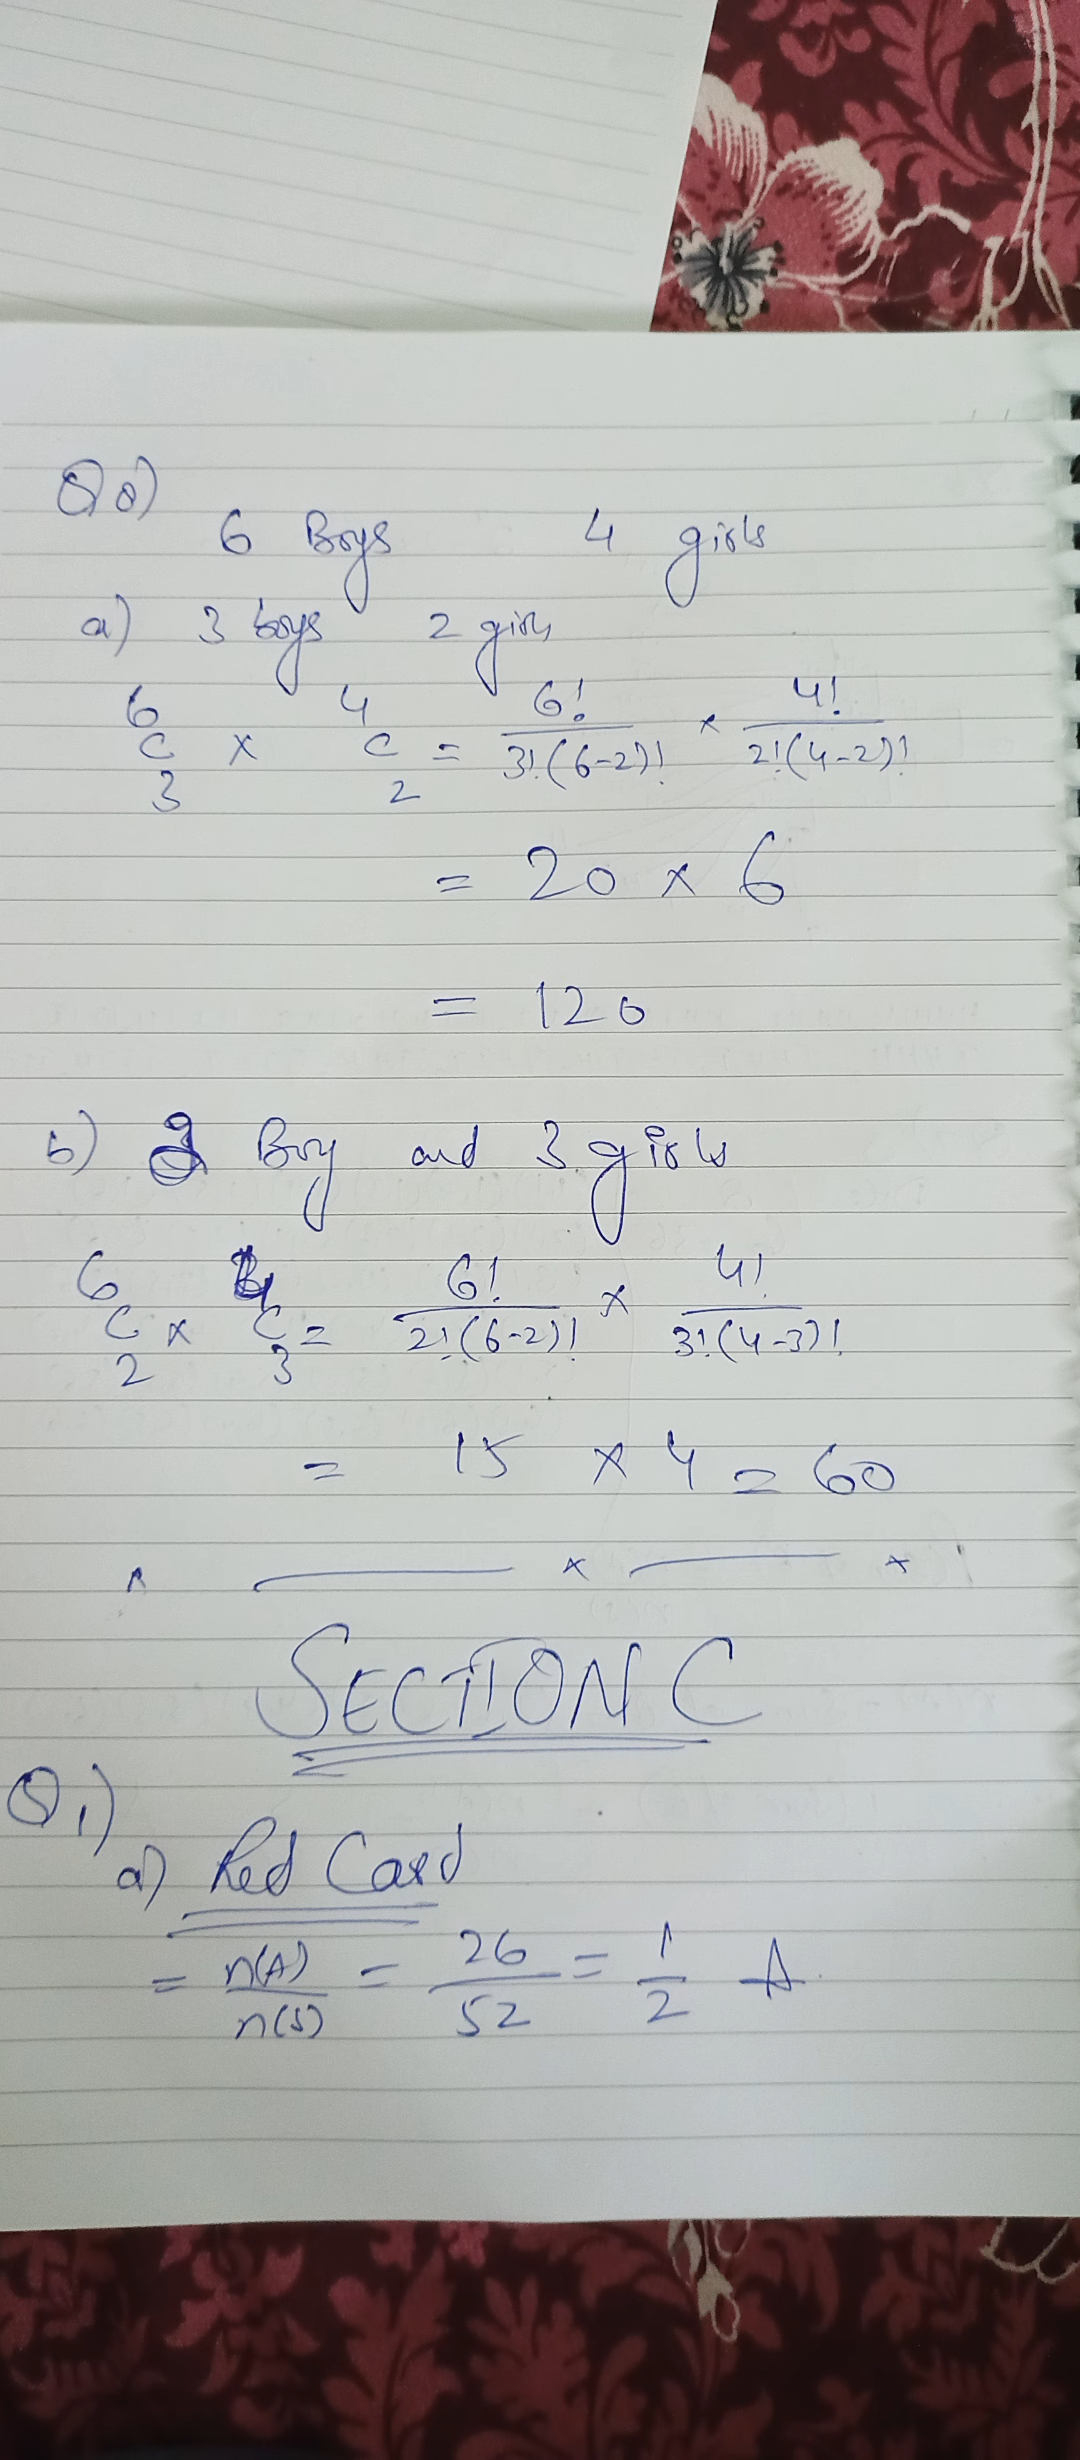 Q 8)
6 Boys 4 girls
a) 3 boys 2 girls
6C3 x 4C2 = 6!/3!(6-2)! x 4!/2!(4-2)!
= 20 x 6
= 120
b) 2 Boy and 3 girls
6C2 x 4C3 = 6!/2!(6-2)! x 4!/3!(4-3)!
= 15 x 4 = 60
x — x — x
SECTION C
Q 1)
a) Red Card
= n(A)/n(S) = 26/52 = 1/2 A